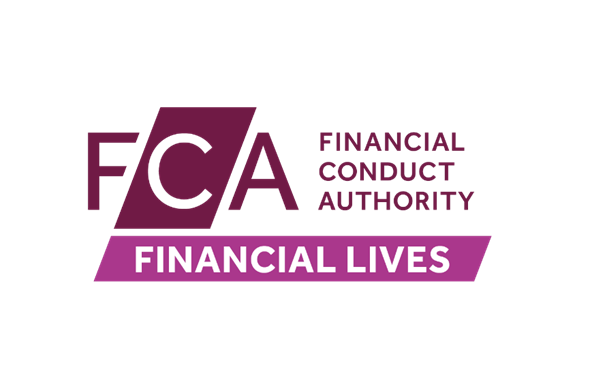 FCA
FINANCIAL
CONDUCT
AUTHORITY
FINANCIAL LIVES